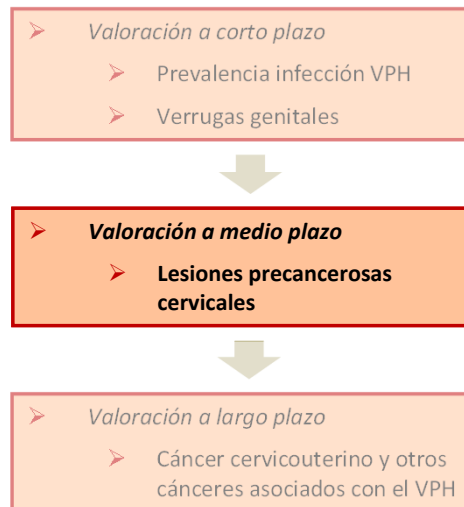 Valoración a corto plazo
Prevalencia infección VPH
Verrugas genitales
Valoración a medio plazo
Lesiones precancerosas
cervicales
Valoración a largo plazo
Cáncer cervicouterino y otros
cánceres asociados con el VPH